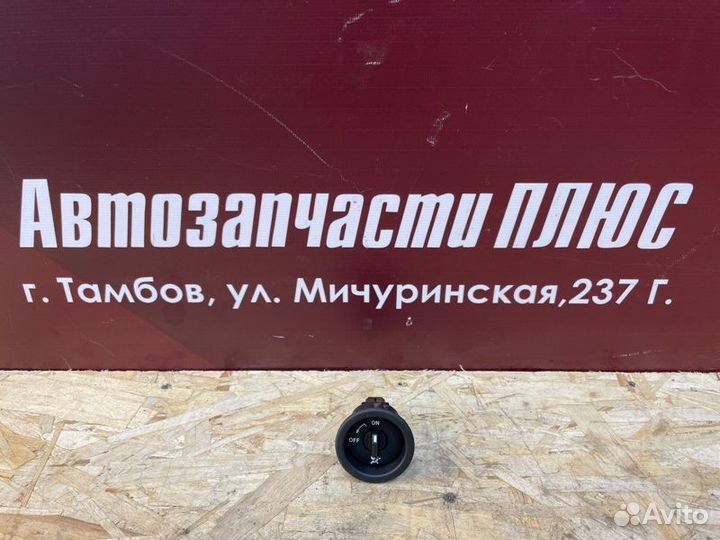 Автозапчасти ПЛЮС
г. Тамбов, ул. Мичуринская,237 Г.
ON
OFF
Avito